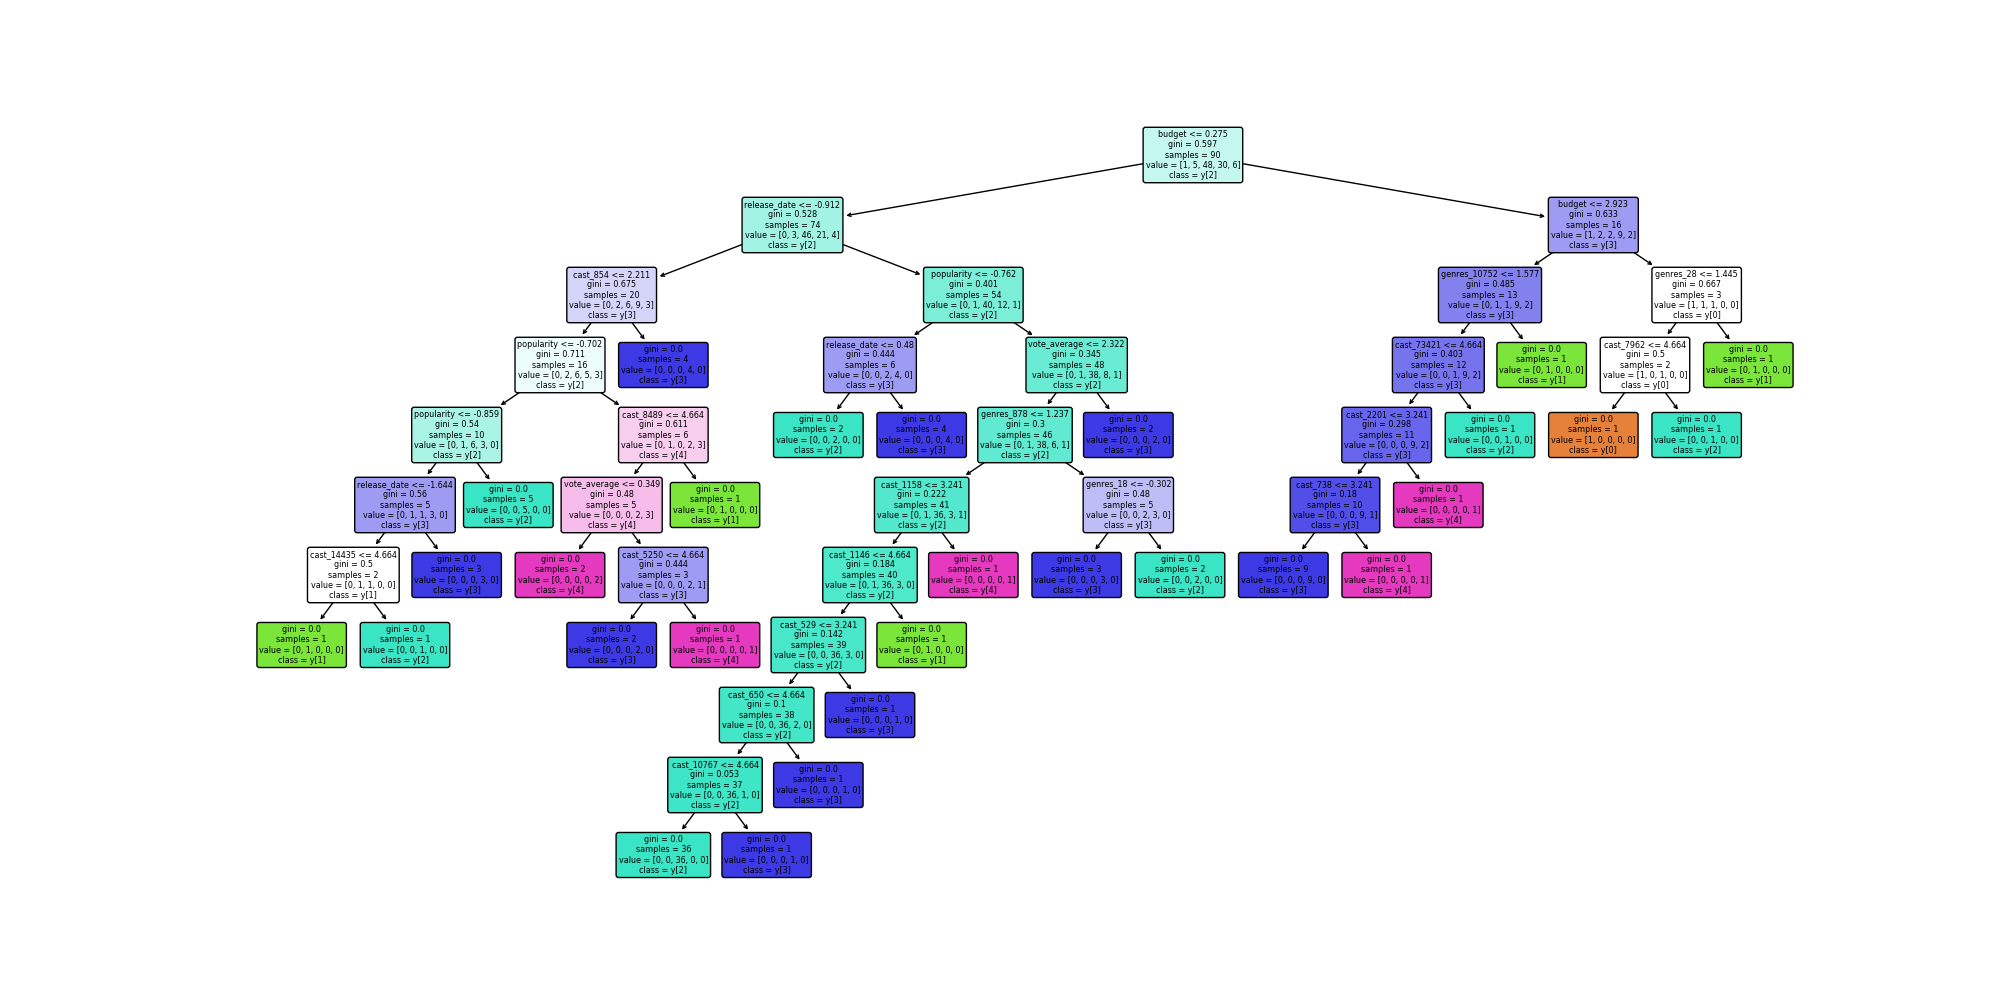 budget <= 0.275
gini = 0.597
samples = 90
value = [1, 5, 48, 30, 6]
class = y[2]
release_date <= -0.912
gini = 0.528
samples = 74
value = [0, 3, 46, 21, 4]
class = y[2]
budget <= 2.923
gini = 0.633
samples = 16
value = [1, 2, 2, 9, 2]
class = y[3]
cast_854 <= 2.211
gini = 0.675
samples = 20
value = [0, 2, 6, 9, 3]
class = y[3]
popularity <= -0.762
gini = 0.401
samples = 54
value = [0, 1, 40, 12, 1]
class = y[2]
genres_10752 <= 1.577
gini = 0.485
samples = 13
value = [0, 1, 1, 9, 2]
class = y[3]
genres_28 <= 1.445
gini = 0.667
samples = 3
value = [1, 1, 1, 0, 0]
class = y[0]
popularity <= -0.702
gini = 0.711
samples = 16
value = [0, 2, 6, 5, 3]
class = y[2]
gini = 0.0
samples = 4
value = [0, 0, 0, 4, 0]
class = y[3]
release_date <= 0.48
gini = 0.444
samples = 6
value = [0, 0, 2, 4, 0]
class = y[3]
vote_average <= 2.322
gini = 0.345
samples = 48
value = [0, 1, 38, 8, 1]
class = y[2]
cast_73421 <= 4.664
gini = 0.403
samples = 12
value = [0, 0, 1, 9, 2]
class = y[3]
gini = 0.0
samples = 1
value = [0, 1, 0, 0, 0]
class = y[1]
cast_7962 <= 4.664
gini = 0.5
samples = 2
value = [1, 0, 1, 0, 0]
class = y[0]
gini = 0.0
samples = 1
value = [0, 1, 0, 0, 0]
class = y[1]
popularity <= -0.859
gini = 0.54
samples = 10
value = [0, 1, 6, 3, 0]
class = y[2]
cast_8489 <= 4.664
gini = 0.611
samples = 6
value = [0, 1, 0, 2, 3]
class = y[4]
gini = 0.0
samples = 2
value = [0, 0, 2, 0, 0]
class = y[2]
gini = 0.0
samples = 4
value = [0, 0, 0, 4, 0]
class = y[3]
genres_878 <= 1.237
gini = 0.3
samples = 46
value = [0, 1, 38, 6, 1]
class = y[2]
gini = 0.0
samples = 2
value = [0, 0, 0, 2, 0]
class = y[3]
cast_2201 <= 3.241
gini = 0.298
samples = 11
value = [0, 0, 0, 9, 2]
class = y[3]
gini = 0.0
samples = 1
value = [0, 0, 1, 0, 0]
class = y[2]
gini = 0.0
samples = 1
value = [1, 0, 0, 0, 0]
class = y[0]
gini = 0.0
samples = 1
value = [0, 0, 1, 0, 0]
class = y[2]
release_date <= -1.644
gini = 0.56
samples = 5
value = [0, 1, 1, 3, 0]
class = y[3]
gini = 0.0
samples = 5
value = [0, 0, 5, 0, 0]
class = y[2]
vote_average <= 0.349
gini = 0.48
samples = 5
value = [0, 0, 0, 2, 3]
class = y[4]
gini = 0.0
samples = 1
value = [0, 1, 0, 0, 0]
class = y[1]
cast_1158 <= 3.241
gini = 0.222
samples = 41
value = [0, 1, 36, 3, 1]
class = y[2]
genres_18 <= -0.302
gini = 0.48
samples = 5
value = [0, 0, 2, 3, 0]
class = y[3]
cast_738 <= 3.241
gini = 0.18
samples = 10
value = [0, 0, 0, 9, 1]
class = y[3]
gini = 0.0
samples = 1
value = [0, 0, 0, 0, 1]
class = y[4]
cast_14435 <= 4.664
gini = 0.5
samples = 2
value = [0, 1, 1, 0, 0]
class = y[1]
gini = 0.0
samples = 3
value = [0, 0, 0, 3, 0]
class = y[3]
gini = 0.0
samples = 2
value = [0, 0, 0, 0, 2]
class = y[4]
cast_5250 <= 4.664
gini = 0.444
samples = 3
value = [0, 0, 0, 2, 1]
class = y[3]
cast_1146 <= 4.664
gini = 0.184
samples = 40
value = [0, 1, 36, 3, 0]
class = y[2]
gini = 0.0
samples = 1
value = [0, 0, 0, 0, 1]
class = y[4]
gini = 0.0
samples = 3
value = [0, 0, 0, 3, 0]
class = y[3]
gini = 0.0
samples = 2
value = [0, 0, 2, 0, 0]
class = y[2]
gini = 0.0
samples = 9
value = [0, 0, 0, 9, 0]
class = y[3]
gini = 0.0
samples = 1
value = [0, 0, 0, 0, 1]
class = y[4]
gini = 0.0
samples = 1
value = [0, 1, 0, 0, 0]
class = y[1]
gini = 0.0
samples = 1
value = [0, 0, 1, 0, 0]
class = y[2]
gini = 0.0
samples = 2
value = [0, 0, 0, 2, 0]
class = y[3]
gini = 0.0
samples = 1
value = [0, 0, 0, 0, 1]
class = y[4]
cast_529 <= 3.241
gini = 0.142
samples = 39
value = [0, 0, 36, 3, 0]
class = y[2]
gini = 0.0
samples = 1
value = [0, 1, 0, 0, 0]
class = y[1]
cast_650 <= 4.664
gini = 0.1
samples = 38
value = [0, 0, 36, 2, 0]
class = y[2]
gini = 0.0
samples = 1
value = [0, 0, 0, 1, 0]
class = y[3]
cast_10767 <= 4.664
gini = 0.053
samples = 37
value = [0, 0, 36, 1, 0]
class = y[2]
gini = 0.0
samples = 1
value = [0, 0, 0, 1, 0]
class = y[3]
gini = 0.0
samples = 36
value = [0, 0, 36, 0, 0]
class = y[2]
gini = 0.0
samples = 1
value = [0, 0, 0, 1, 0]
class = y[3]